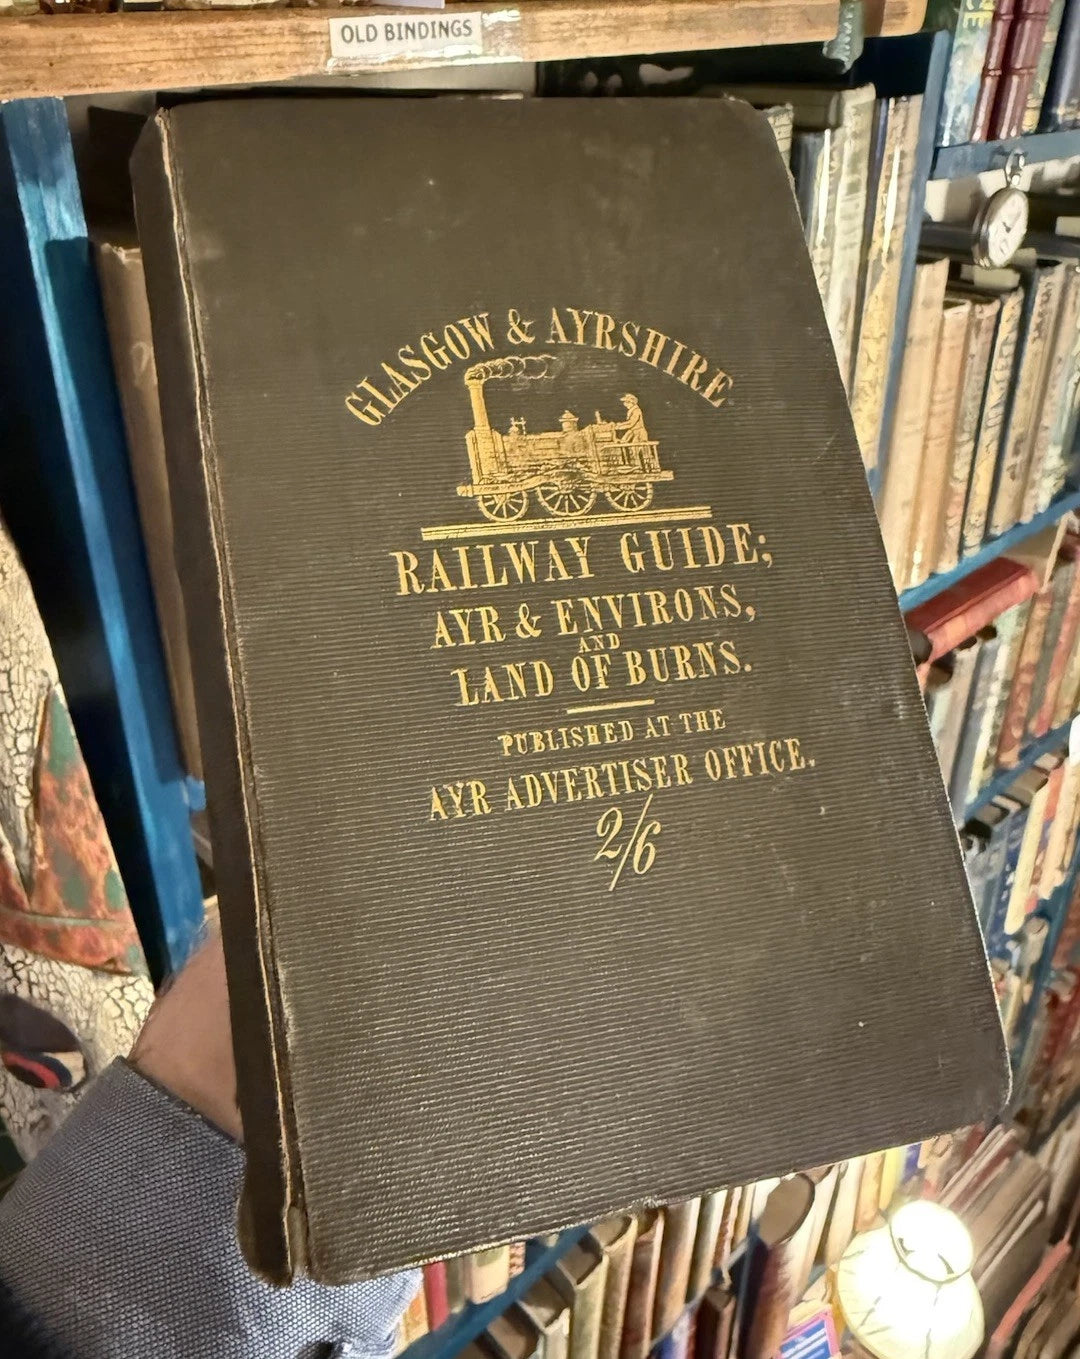 OLD BINDINGS
GLASGOW & AYRSHIRE
RAILWAY GUIDE;
AYR & ENVIRONS,
AND
LAND OF BURNS.
PUBLISHED AT THE
AYR ADVERTISER OFFICE.
2/6